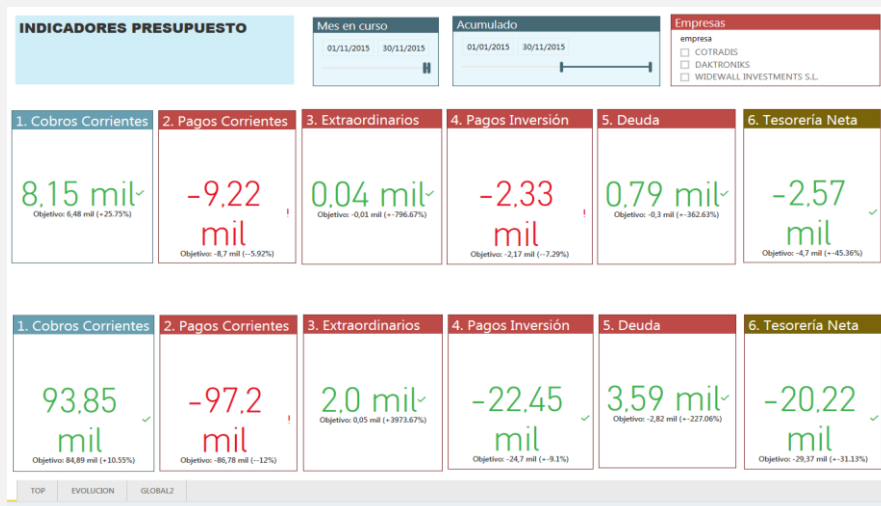 INDICADORES PRESUPUESTO
Mes en curso
01/11/2015 30/11/2015
Acumulado
01/01/2015 30/11/2015
Empresas
empresa
COTRADIS
DAKTRONIKS
WIDEWALL INVESTMENTS S.L.
1. Cobros Corrientes
8,15 mil
Objetivo: 6,48 mil (+25.75%)
2. Pagos Corrientes
-9,22
mil
!
Objetivo: -8,7 mil (--5.92%)
3. Extraordinarios
0,04 mil
Objetivo: -0,01 mil (+-796.67%)
4. Pagos Inversión
-2,33
mil
!
Objetivo: -2,17 mil (--7.29%)
5. Deuda
0,79 mil
Objetivo: -0,3 mil (+-362.63%)
6. Tesorería Neta
-2,57
mil
Objetivo: -4,7 mil (+-45.36%)
1. Cobros Corrientes
93,85
mil
Objetivo: 84,89 mil (+10.55%)
2. Pagos Corrientes
-97,2
mil
!
Objetivo: -86,78 mil (--12%)
3. Extraordinarios
2,0 mil
Objetivo: 0,05 mil (+3973.67%)
4. Pagos Inversión
-22,45
mil
Objetivo: -24,7 mil (+-9.1%)
5. Deuda
3,59 mil
Objetivo: -2,82 mil (+-227.06%)
6. Tesorería Neta
-20,22
mil
Objetivo: -29,37 mil (+-31.13%)
TOP EVOLUCION GLOBAL2